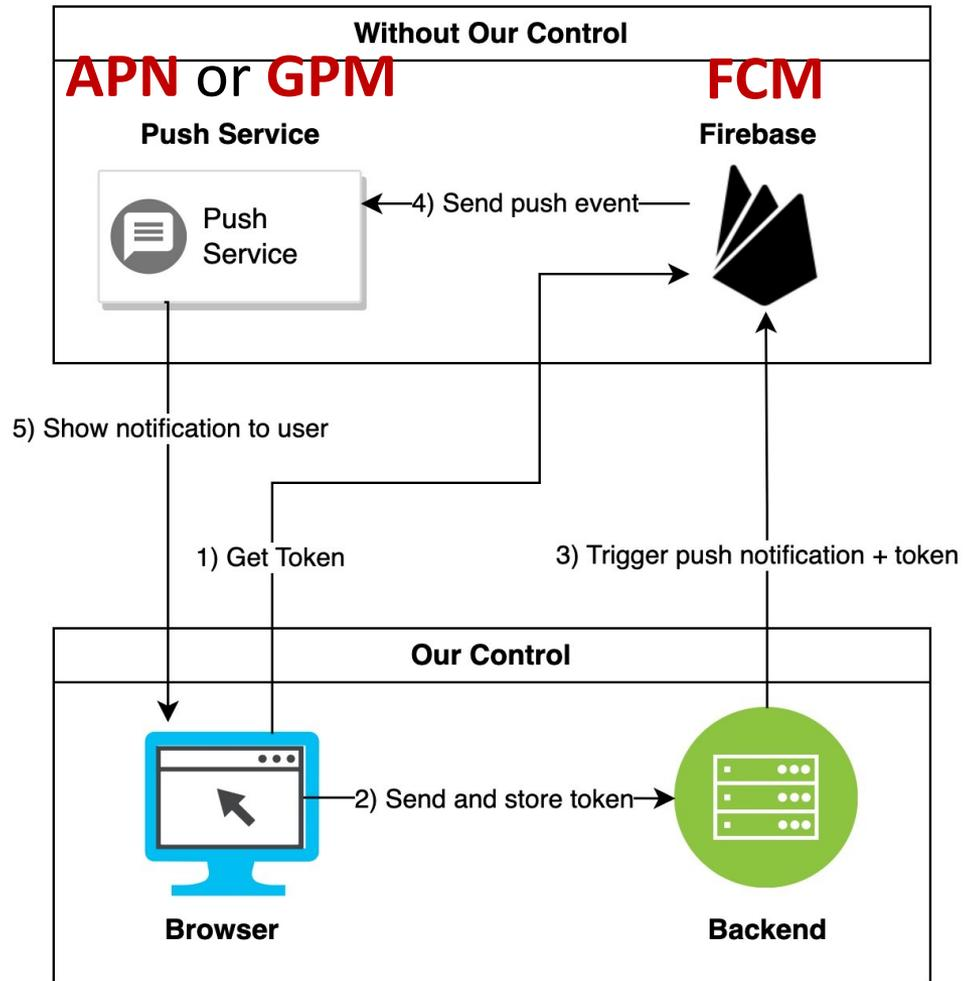 Without Our Control
APN or GPM
FCM
Push Service
Firebase
Push
Service
4) Send push event
5) Show notification to user
1) Get Token
3) Trigger push notification + token
Our Control
2) Send and store token
Browser
Backend